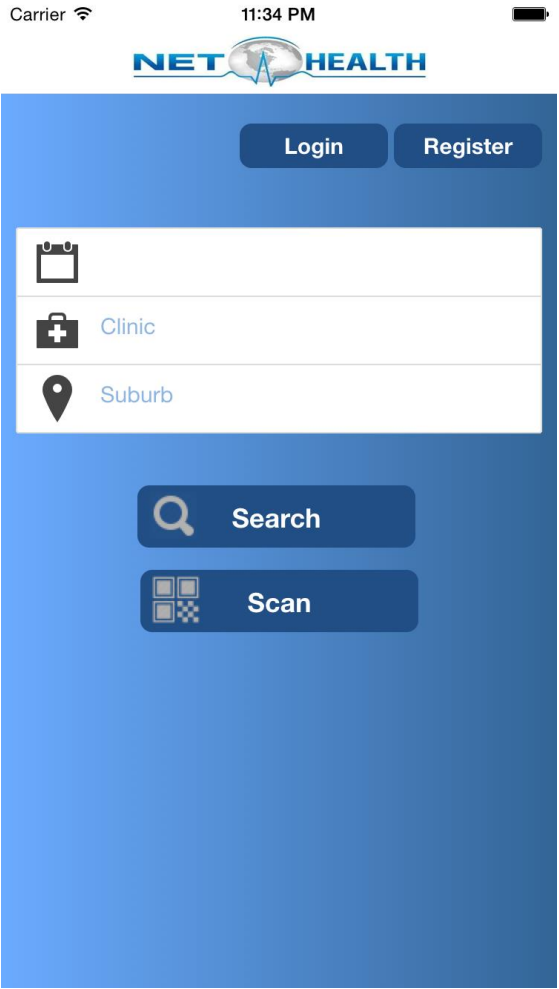 Carrier 11:34 PM
NET HEALTH
Login Register
Clinic
Suburb
Search
Scan